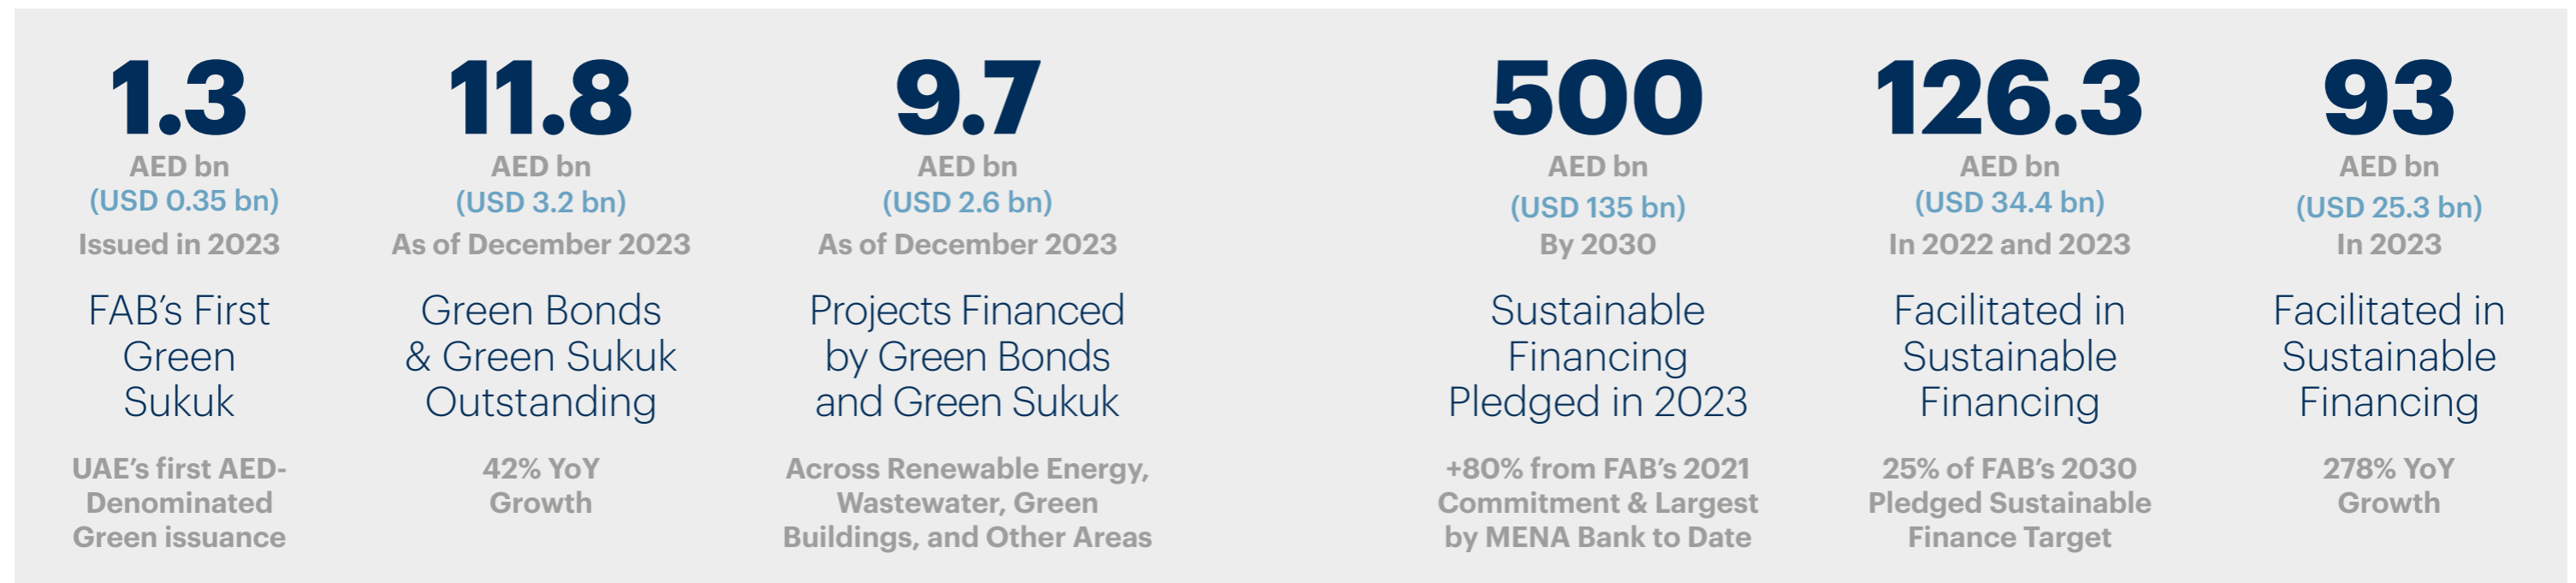 1.3
AED bn
(USD 0.35 bn)
Issued in 2023
FAB’s First
Green
Sukuk
UAE’s first AED-
Denominated
Green issuance
11.8
AED bn
(USD 3.2 bn)
As of December 2023
Green Bonds
& Green Sukuk
Outstanding
42% YoY
Growth
9.7
AED bn
(USD 2.6 bn)
As of December 2023
Projects Financed
by Green Bonds
and Green Sukuk
Across Renewable Energy,
Wastewater, Green
Buildings, and Other Areas
500
AED bn
(USD 135 bn)
By 2030
Sustainable
Financing
Pledged in 2023
+80% from FAB’s 2021
Commitment & Largest
by MENA Bank to Date
126.3
AED bn
(USD 34.4 bn)
In 2022 and 2023
Facilitated in
Sustainable
Financing
25% of FAB’s 2030
Pledged Sustainable
Finance Target
93
AED bn
(USD 25.3 bn)
In 2023
Facilitated in
Sustainable
Financing
278% YoY
Growth